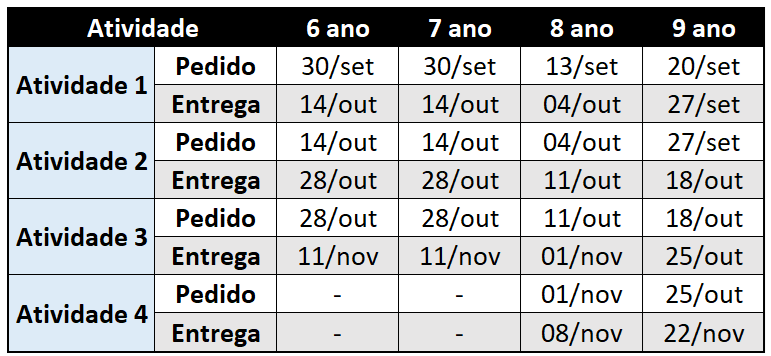 Atividade 6 ano 7 ano 8 ano 9 ano
Atividade 1 Pedido 30/set 30/set 13/set 20/set
Entrega 14/out 14/out 04/out 27/set
Atividade 2 Pedido 14/out 14/out 04/out 27/set
Entrega 28/out 28/out 11/out 18/out
Atividade 3 Pedido 28/out 28/out 11/out 18/out
Entrega 11/nov 11/nov 01/nov 25/out
Atividade 4 Pedido - - 01/nov 25/out
Entrega - - 08/nov 22/nov